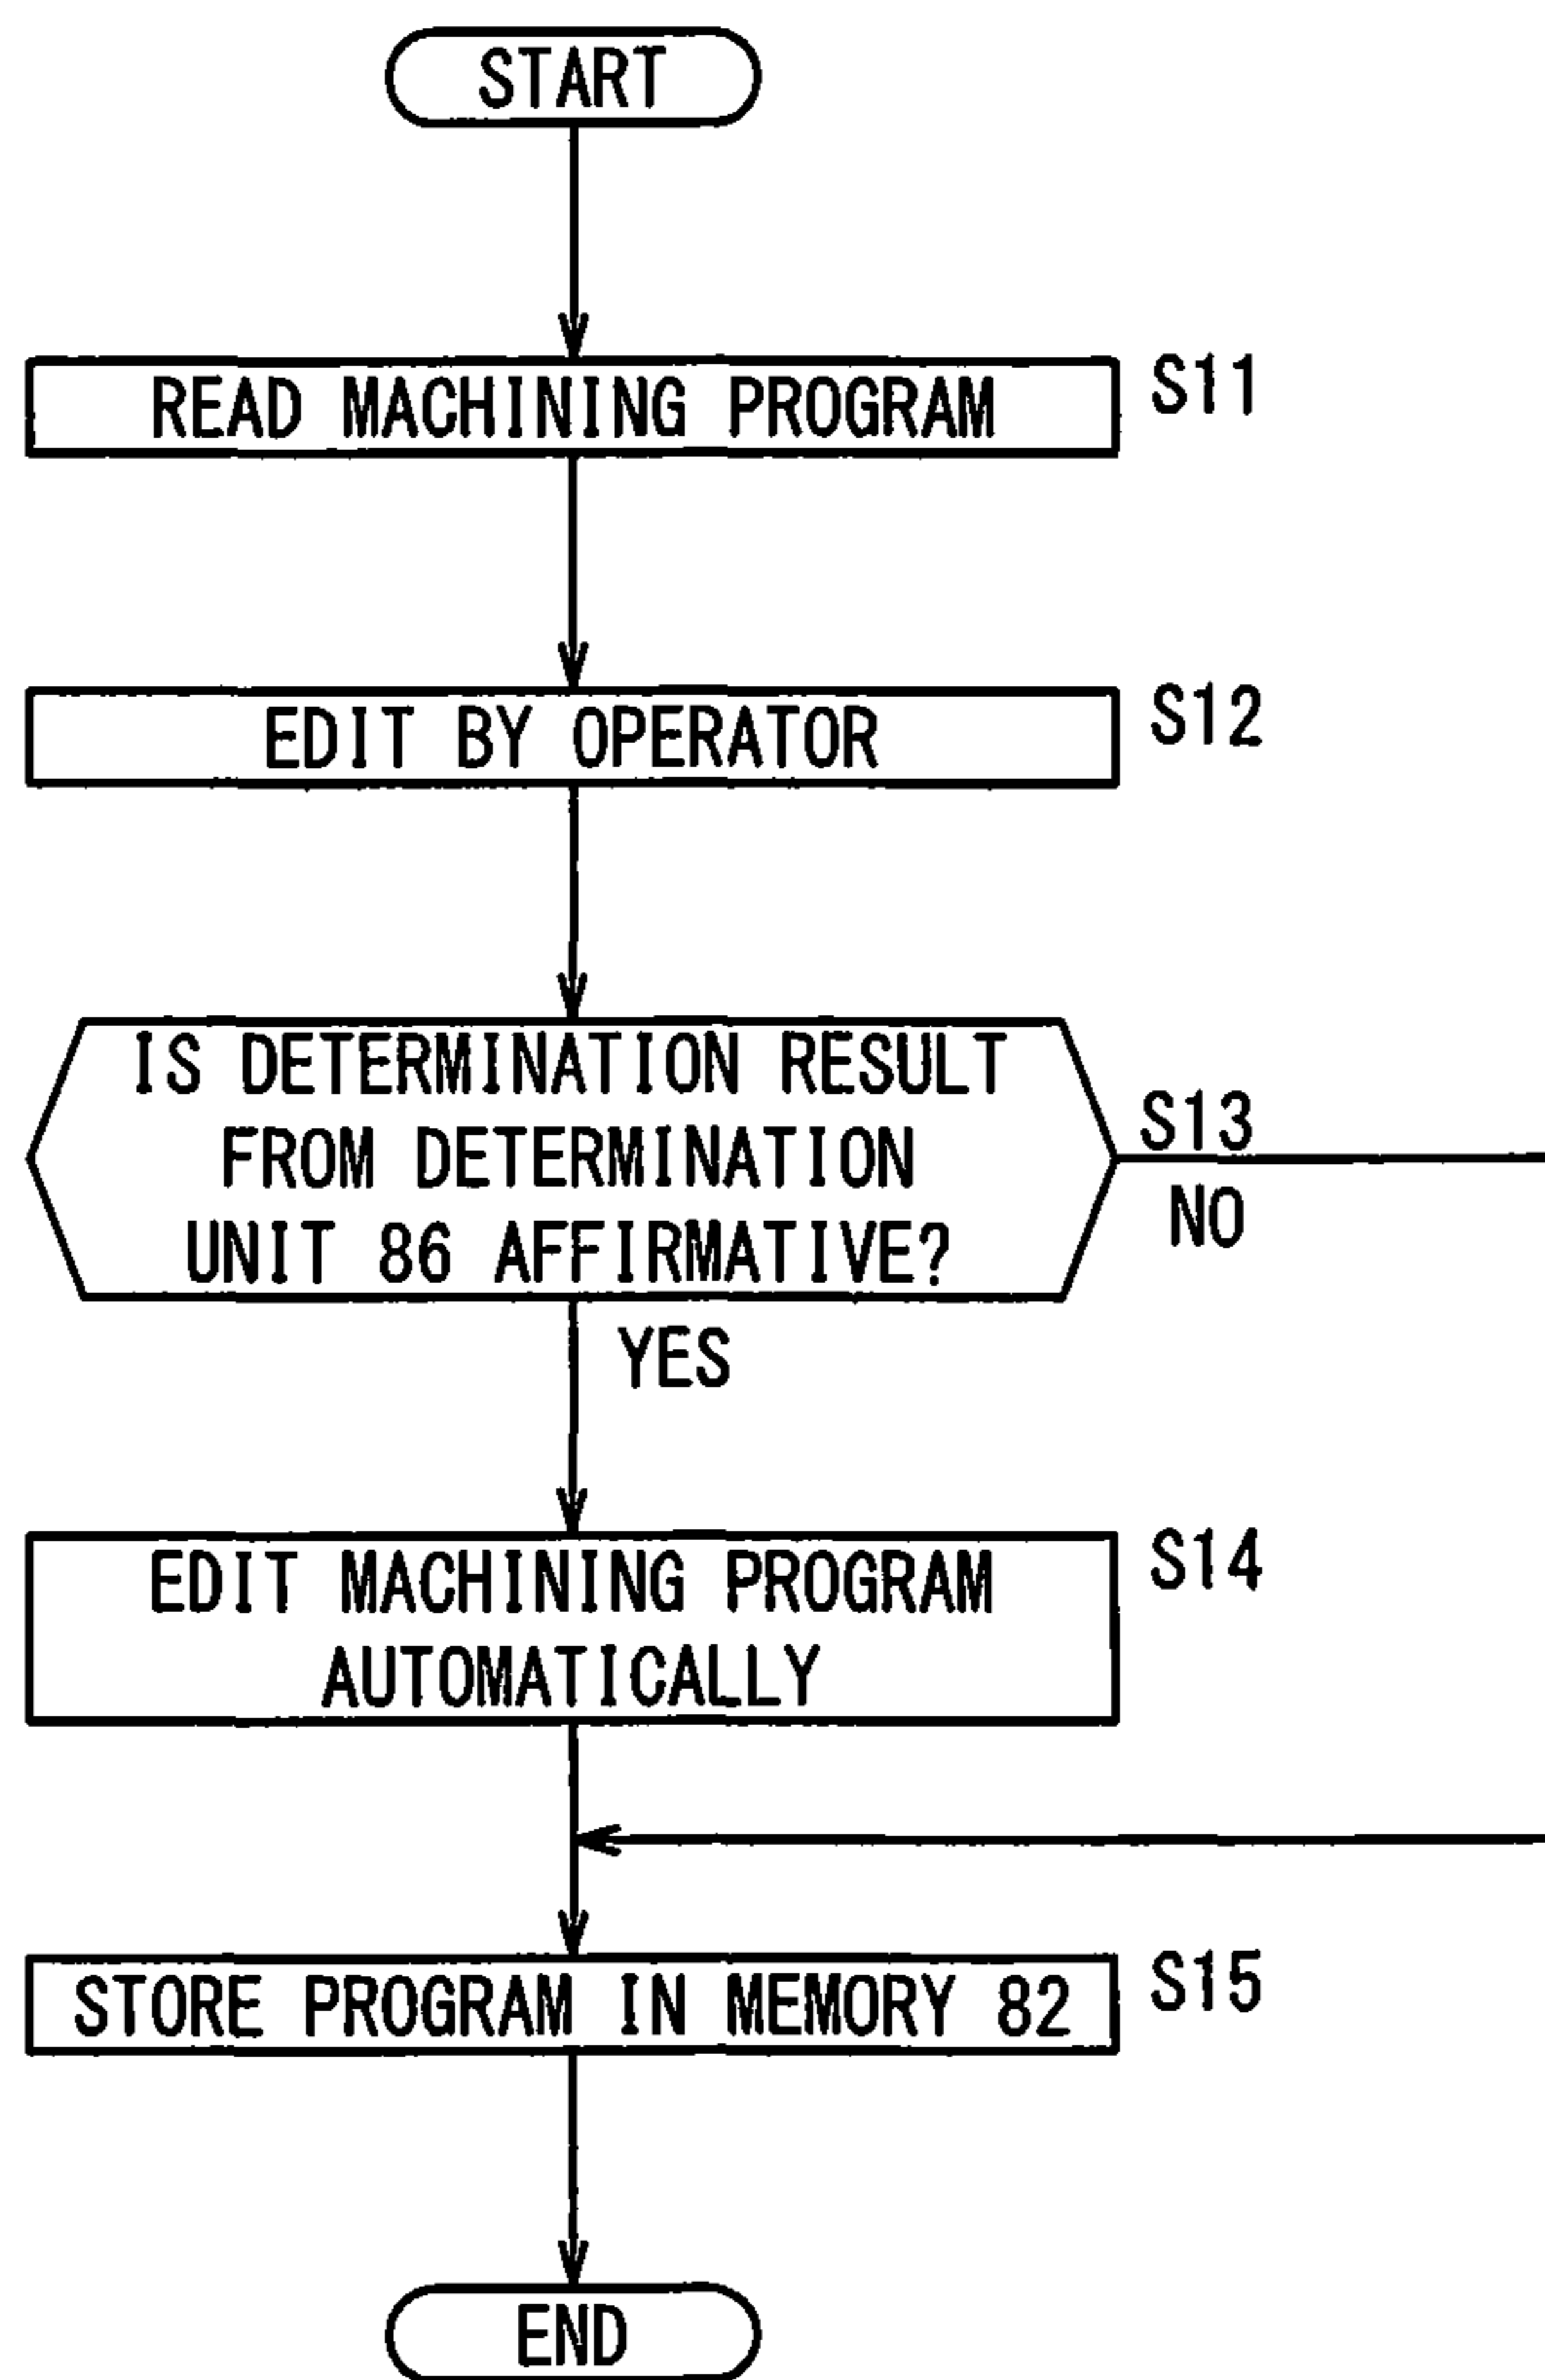 START
READ MACHINING PROGRAM
S11
EDIT BY OPERATOR
S12
IS DETERMINATION RESULT
FROM DETERMINATION
UNIT 86 AFFIRMATIVE?
S13
NO
YES
EDIT MACHINING PROGRAM
AUTOMATICALLY
S14
STORE PROGRAM IN MEMORY 82
S15
END